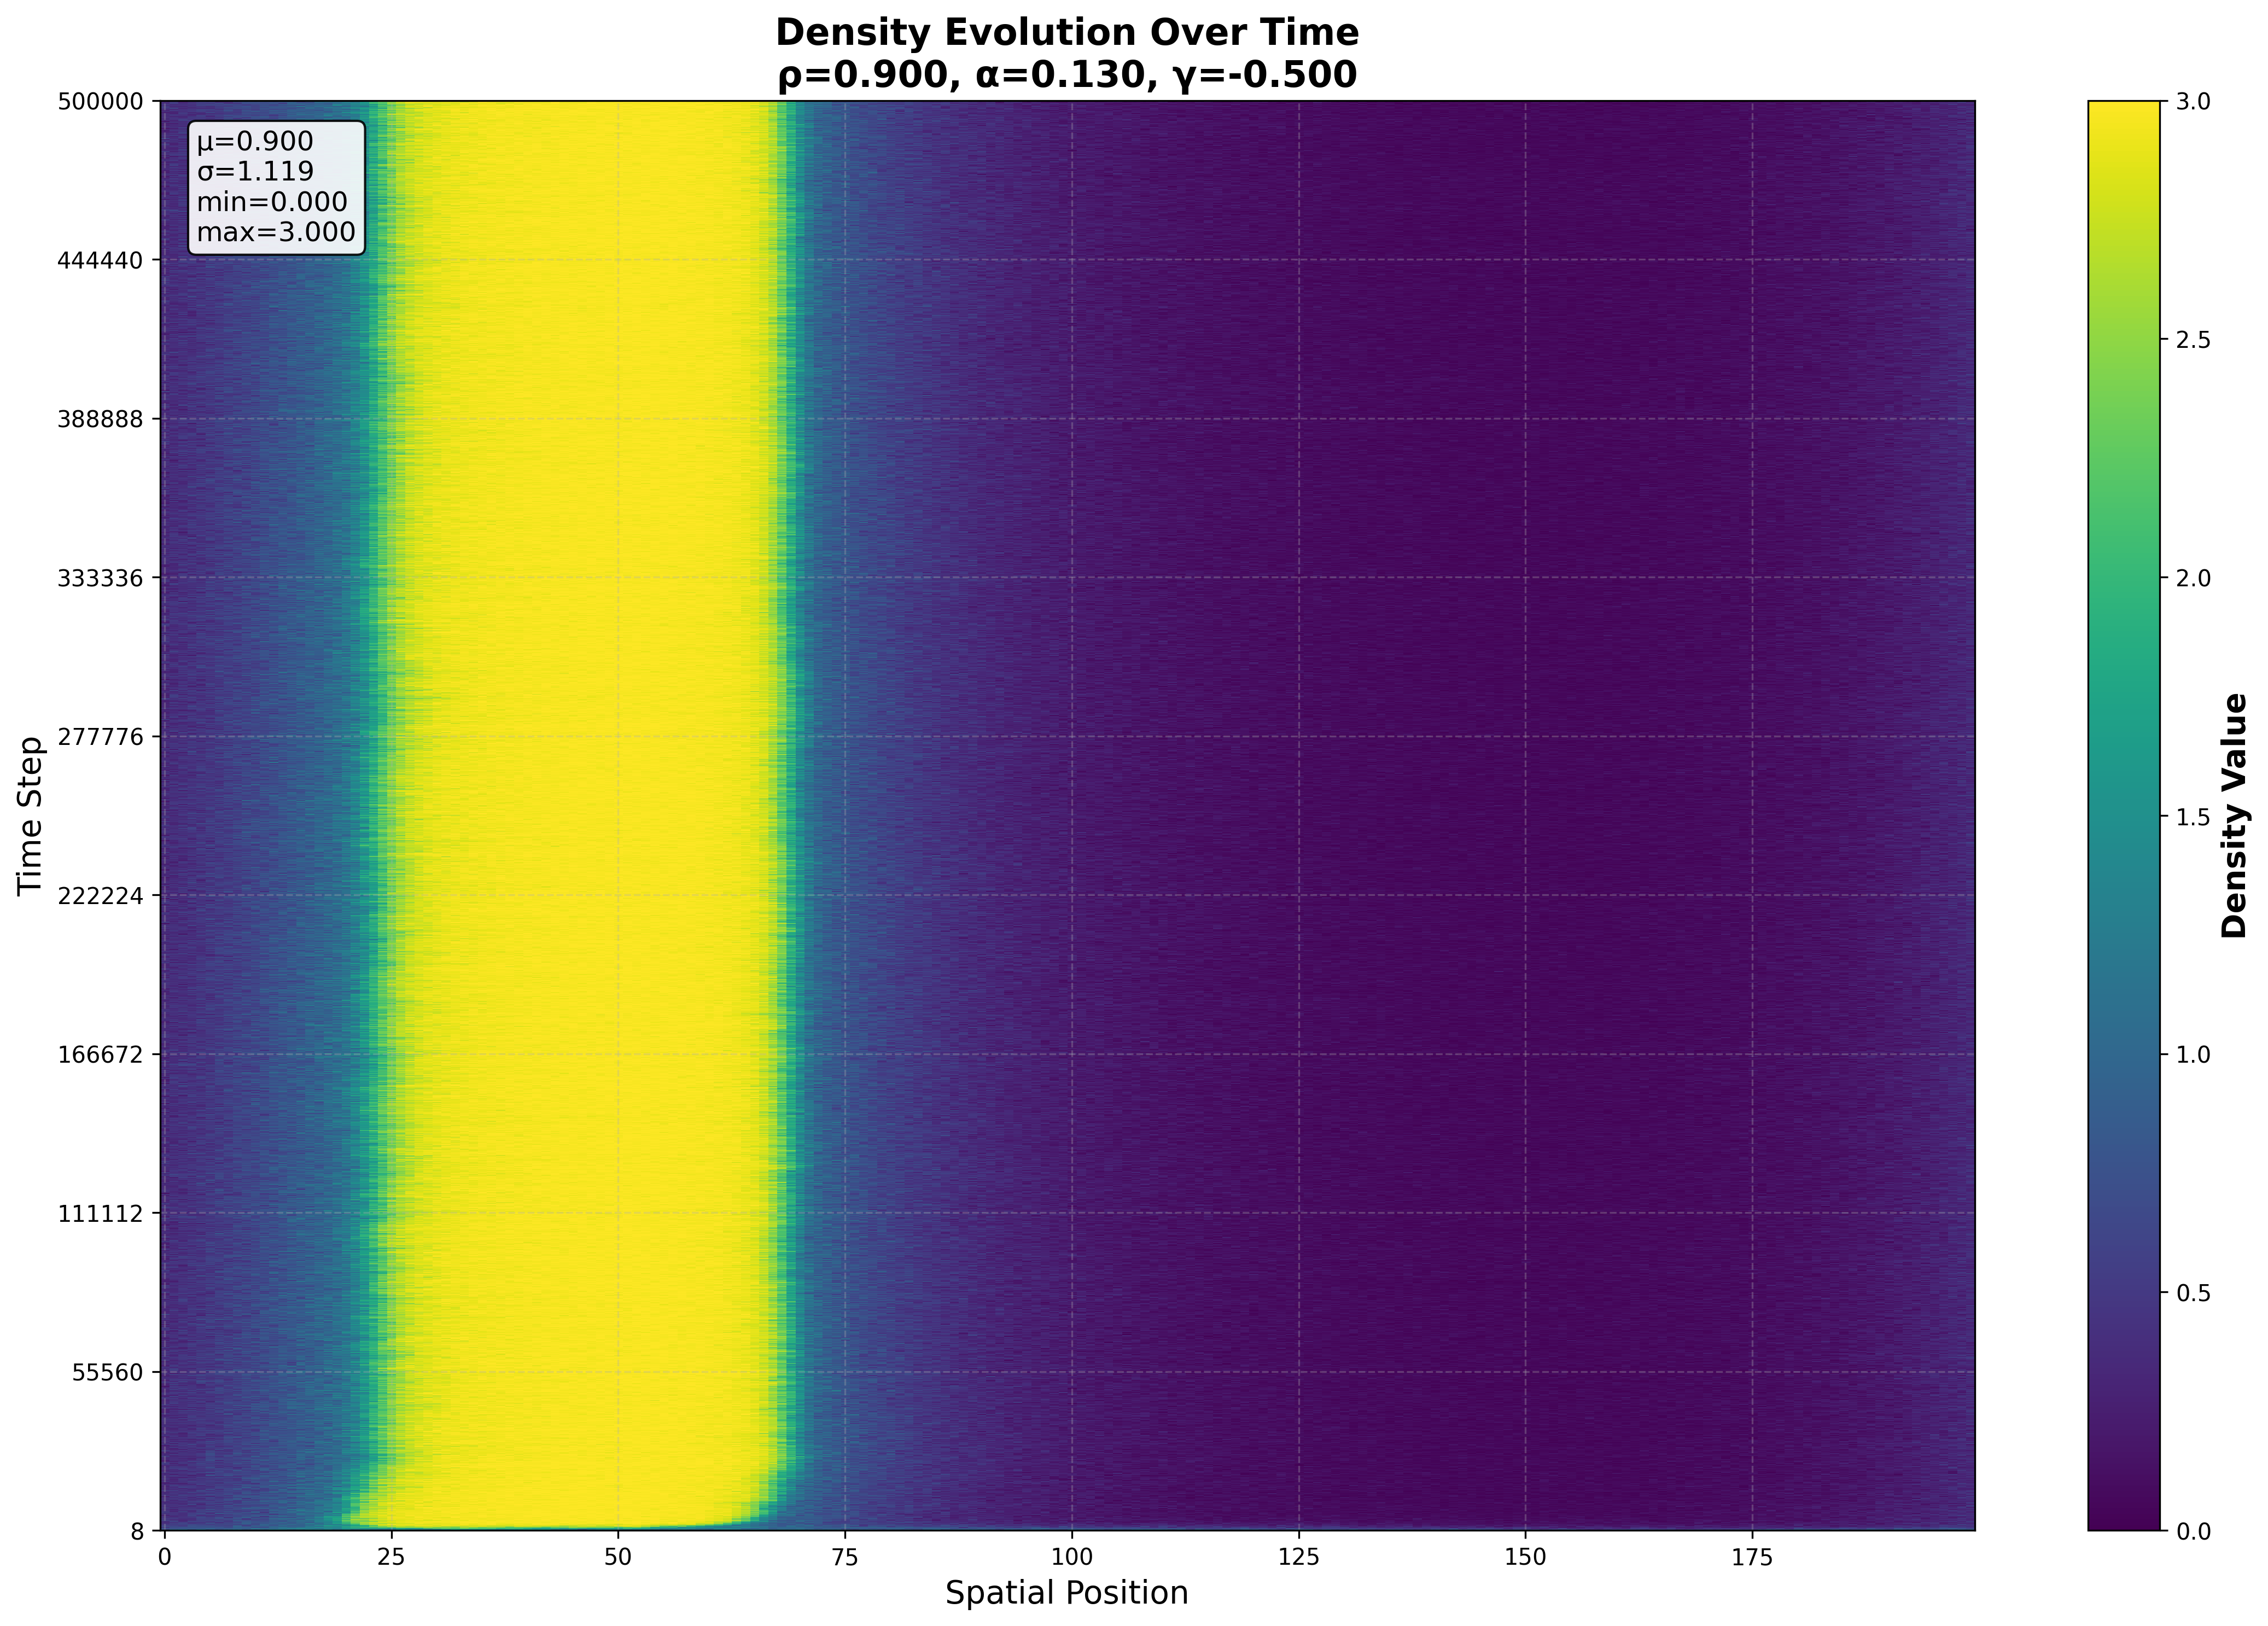 Density Evolution Over Time
ρ=0.900, α=0.130, γ=-0.500
μ=0.900
σ=1.119
min=0.000
max=3.000
500000
444440
388888
333336
277776
222224
166672
111112
55560
8
Time Step
0
25
50
75
100
125
150
175
Spatial Position
3.0
2.5
2.0
1.5
1.0
0.5
0.0
Density Value